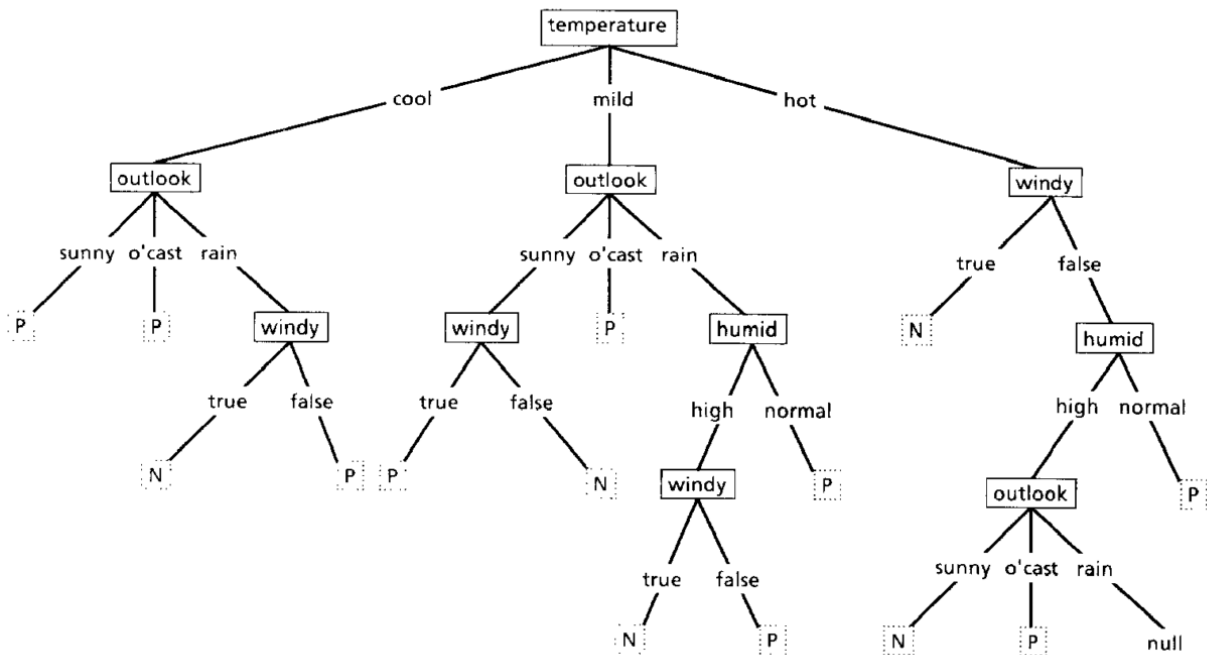 temperature
cool mild hot
outlook outlook windy
sunny o'cast rain sunny o'cast rain true false
P P windy windy P humid N humid
true false true false high normal high normal
N P P N windy P outlook P
true false sunny o'cast rain
N P N P null